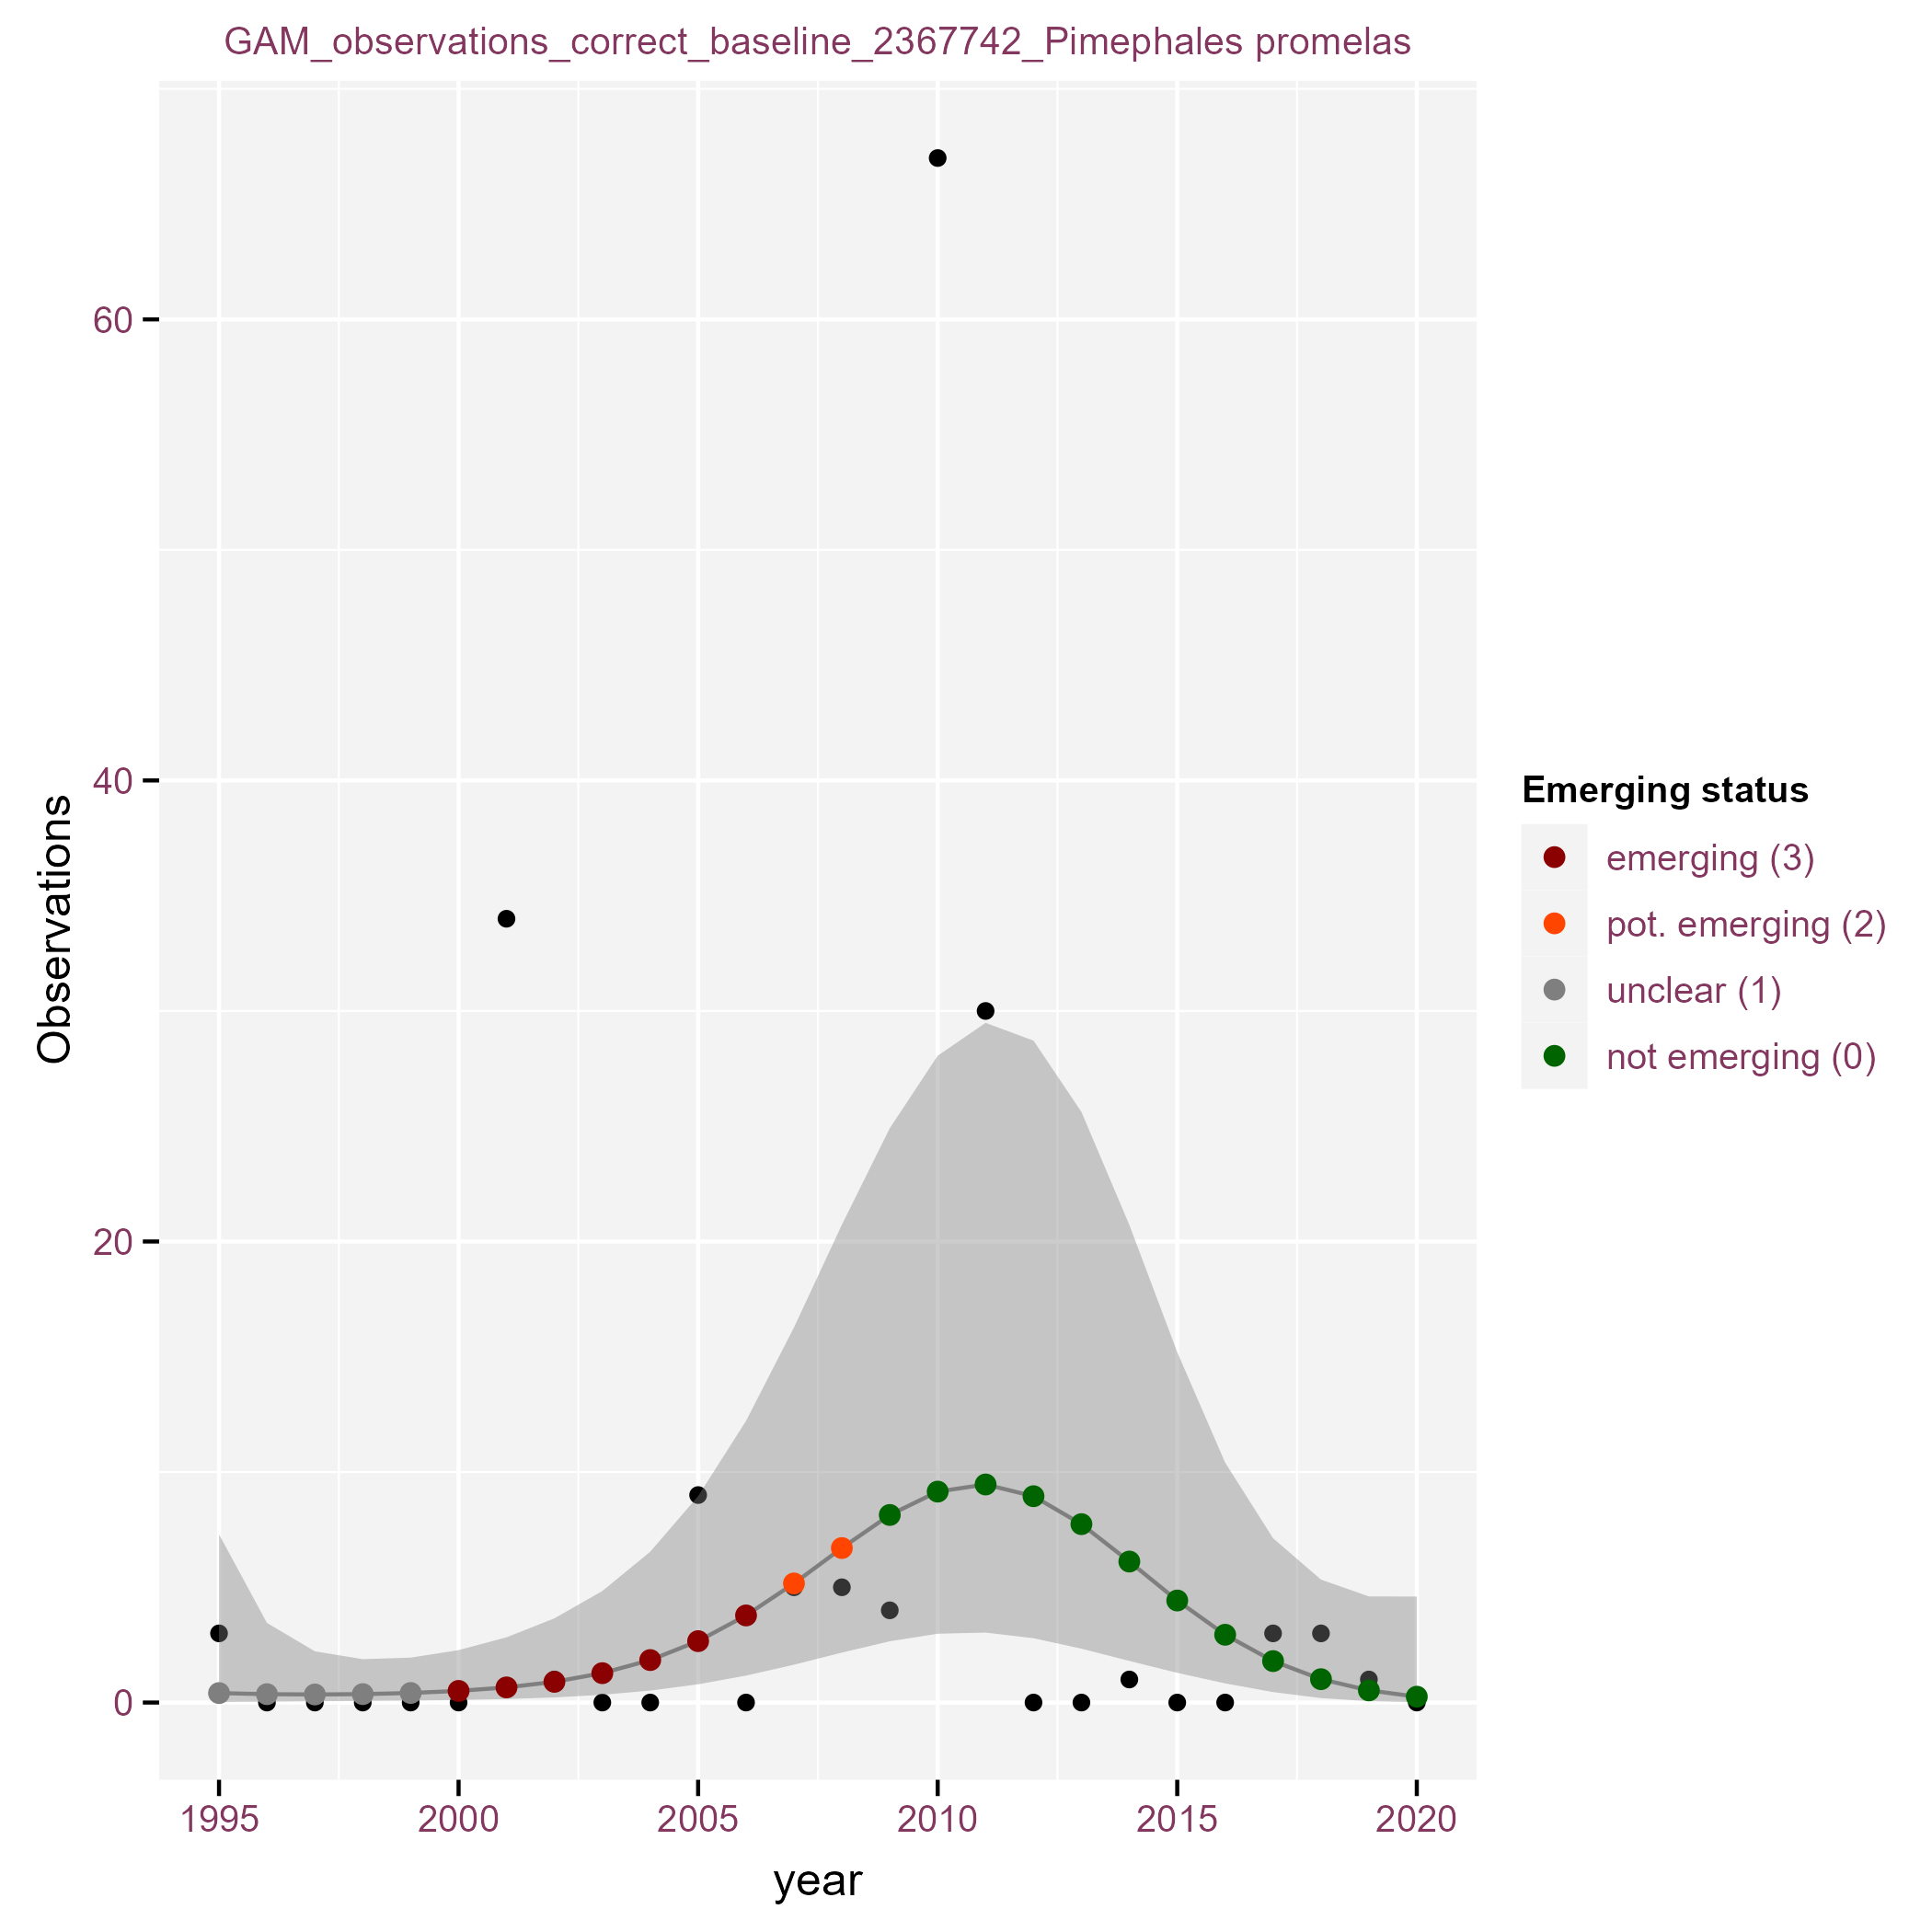 GAM_observations_correct_baseline_2367742_Pimephales promelas
Observations
60
40
20
0
1995 2000 2005 2010 2015 2020
year
Emerging status
emerging (3)
pot. emerging (2)
unclear (1)
not emerging (0)